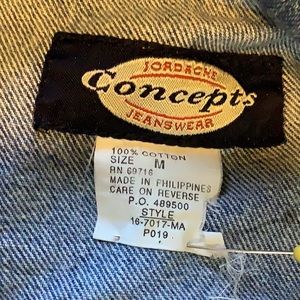 JORDACHE
Concepts
JEANSWEAR
100% COTTON
SIZE M
RN 69716
MADE IN PHILIPPINES
CARE ON REVERSE
P.O. 489500
STYLE
16-7017-MA
P019